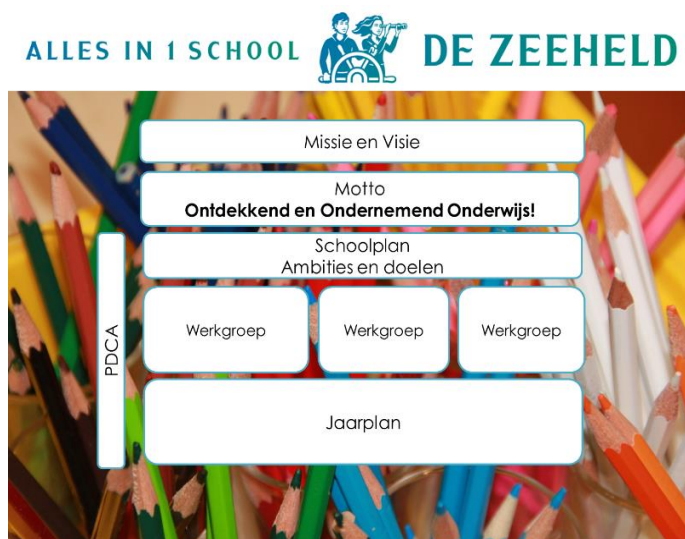 ALLES IN 1 SCHOOL DE ZEEHELD
Missie en Visie
Motto
Ontdekkend en Ondernemend Onderwijs!
Schoolplan
Ambities en doelen
PDCA
Werkgroep Werkgroep Werkgroep
Jaarplan